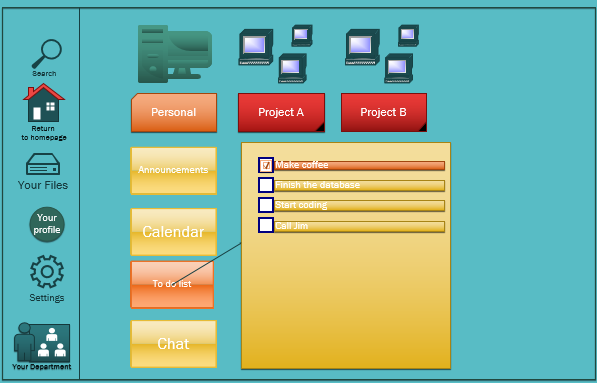 Search
Return
to homepage
Your Files
Your
profile
Settings
Your Department
Personal
Project A
Project B
Announcements
Calendar
To do list
Chat
Make coffee
Finish the database
Start coding
Call Jim